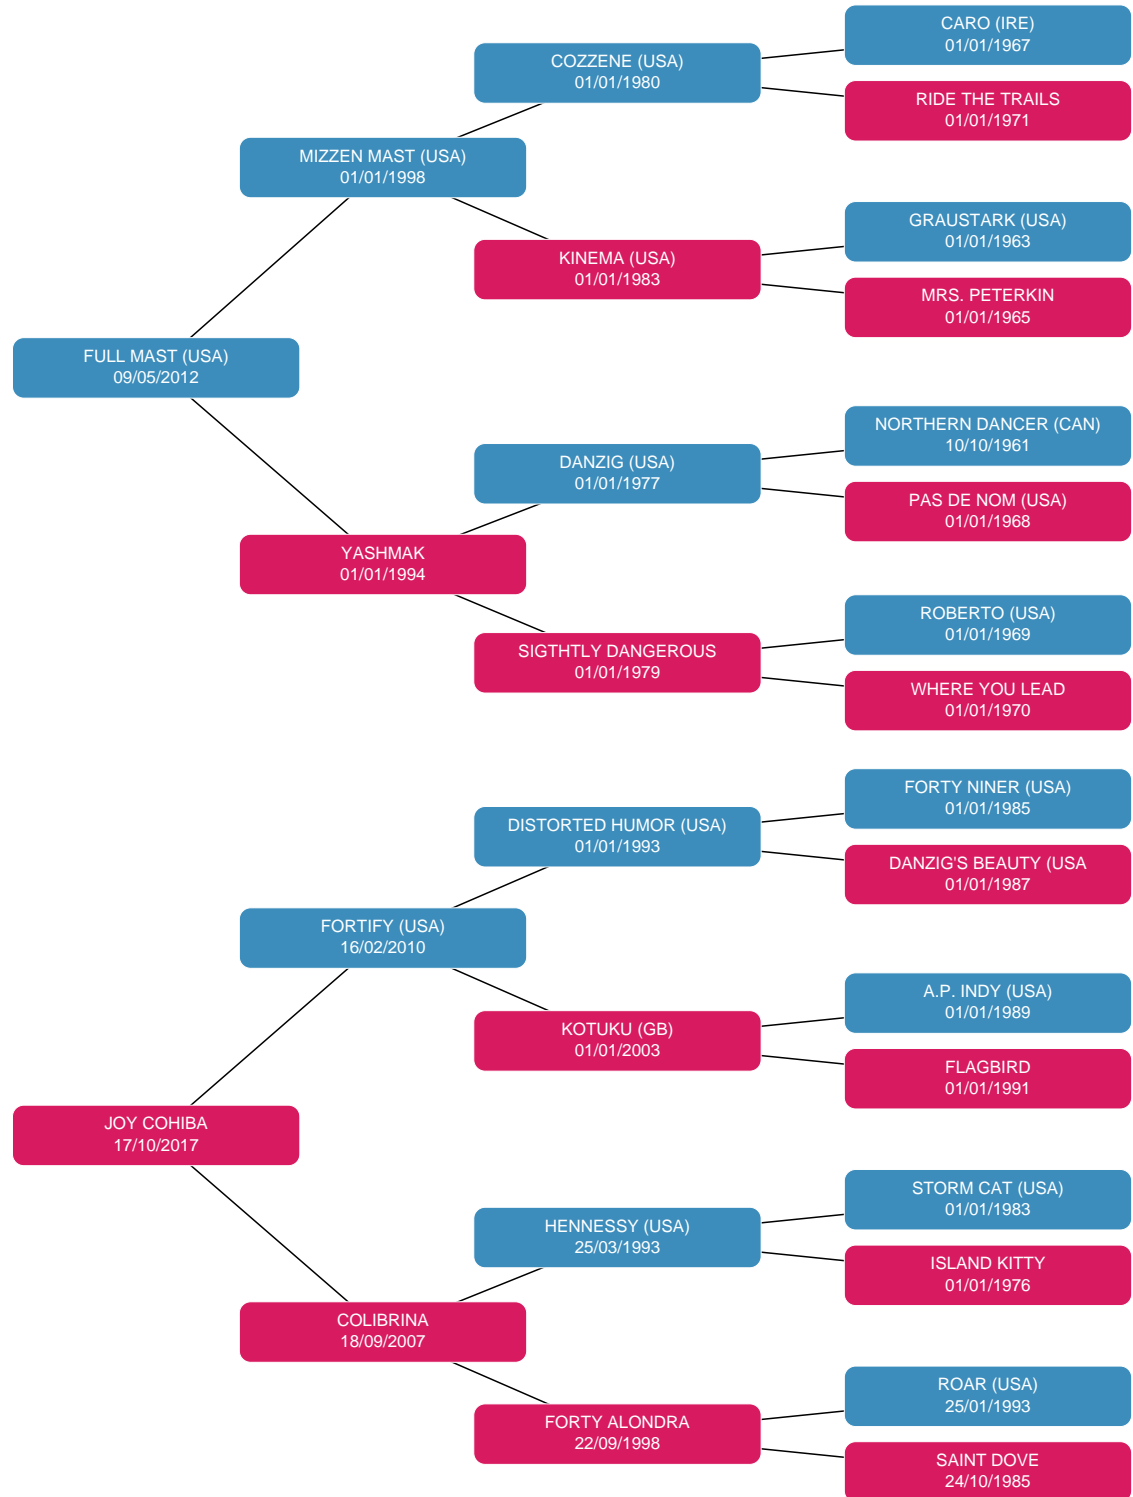 CARO (IRE)
01/01/1967
COZZENE (USA)
01/01/1980
RIDE THE TRAILS
01/01/1971
MIZZEN MAST (USA)
01/01/1998
GRAUSTARK (USA)
01/01/1963
KINEMA (USA)
01/01/1983
MRS. PETERKIN
01/01/1965
FULL MAST (USA)
09/05/2012
NORTHERN DANCER (CAN)
10/10/1961
DANZIG (USA)
01/01/1977
PAS DE NOM (USA)
01/01/1968
YASHMAK
01/01/1994
ROBERTO (USA)
01/01/1969
SIGTHTLY DANGEROUS
01/01/1979
WHERE YOU LEAD
01/01/1970
FORTY NINER (USA)
01/01/1985
DISTORTED HUMOR (USA)
01/01/1993
DANZIG'S BEAUTY (USA
01/01/1987
FORTIFY (USA)
16/02/2010
A.P. INDY (USA)
01/01/1989
KOTUKU (GB)
01/01/2003
FLAGBIRD
01/01/1991
JOY COHIBA
17/10/2017
STORM CAT (USA)
01/01/1983
HENNESSY (USA)
25/03/1993
ISLAND KITTY
01/01/1976
COLIBRINA
18/09/2007
ROAR (USA)
25/01/1993
FORTY ALONDRA
22/09/1998
SAINT DOVE
24/10/1985